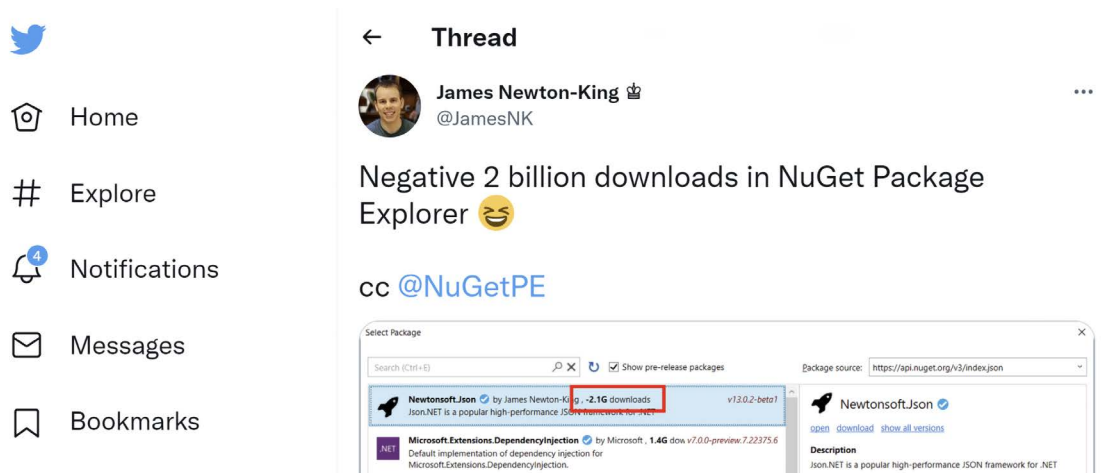 Home
Explore
4
Notifications
Messages
Bookmarks
Thread
James Newton-King
@JamesNK
Negative 2 billion downloads in NuGet Package
Explorer
cc @NuGetPE
Select Package
Search (Ctrl+E)
Show pre-release packages
Package source: https://api.nuget.org/v3/index.json
Newtonsoft.Json by James Newton-King , -2.1G downloads v13.0.2-beta1
Json.NET is a popular high-performance JSON framework for .NET
.NET
Microsoft.Extensions.DependencyInjection by Microsoft , 1.4G dow v7.0.0-preview.7.22375.6
Default implementation of dependency injection for
Microsoft.Extensions.DependencyInjection.
Newtonsoft.Json
open download show all versions
Description
Json.NET is a popular high-performance JSON framework for .NET